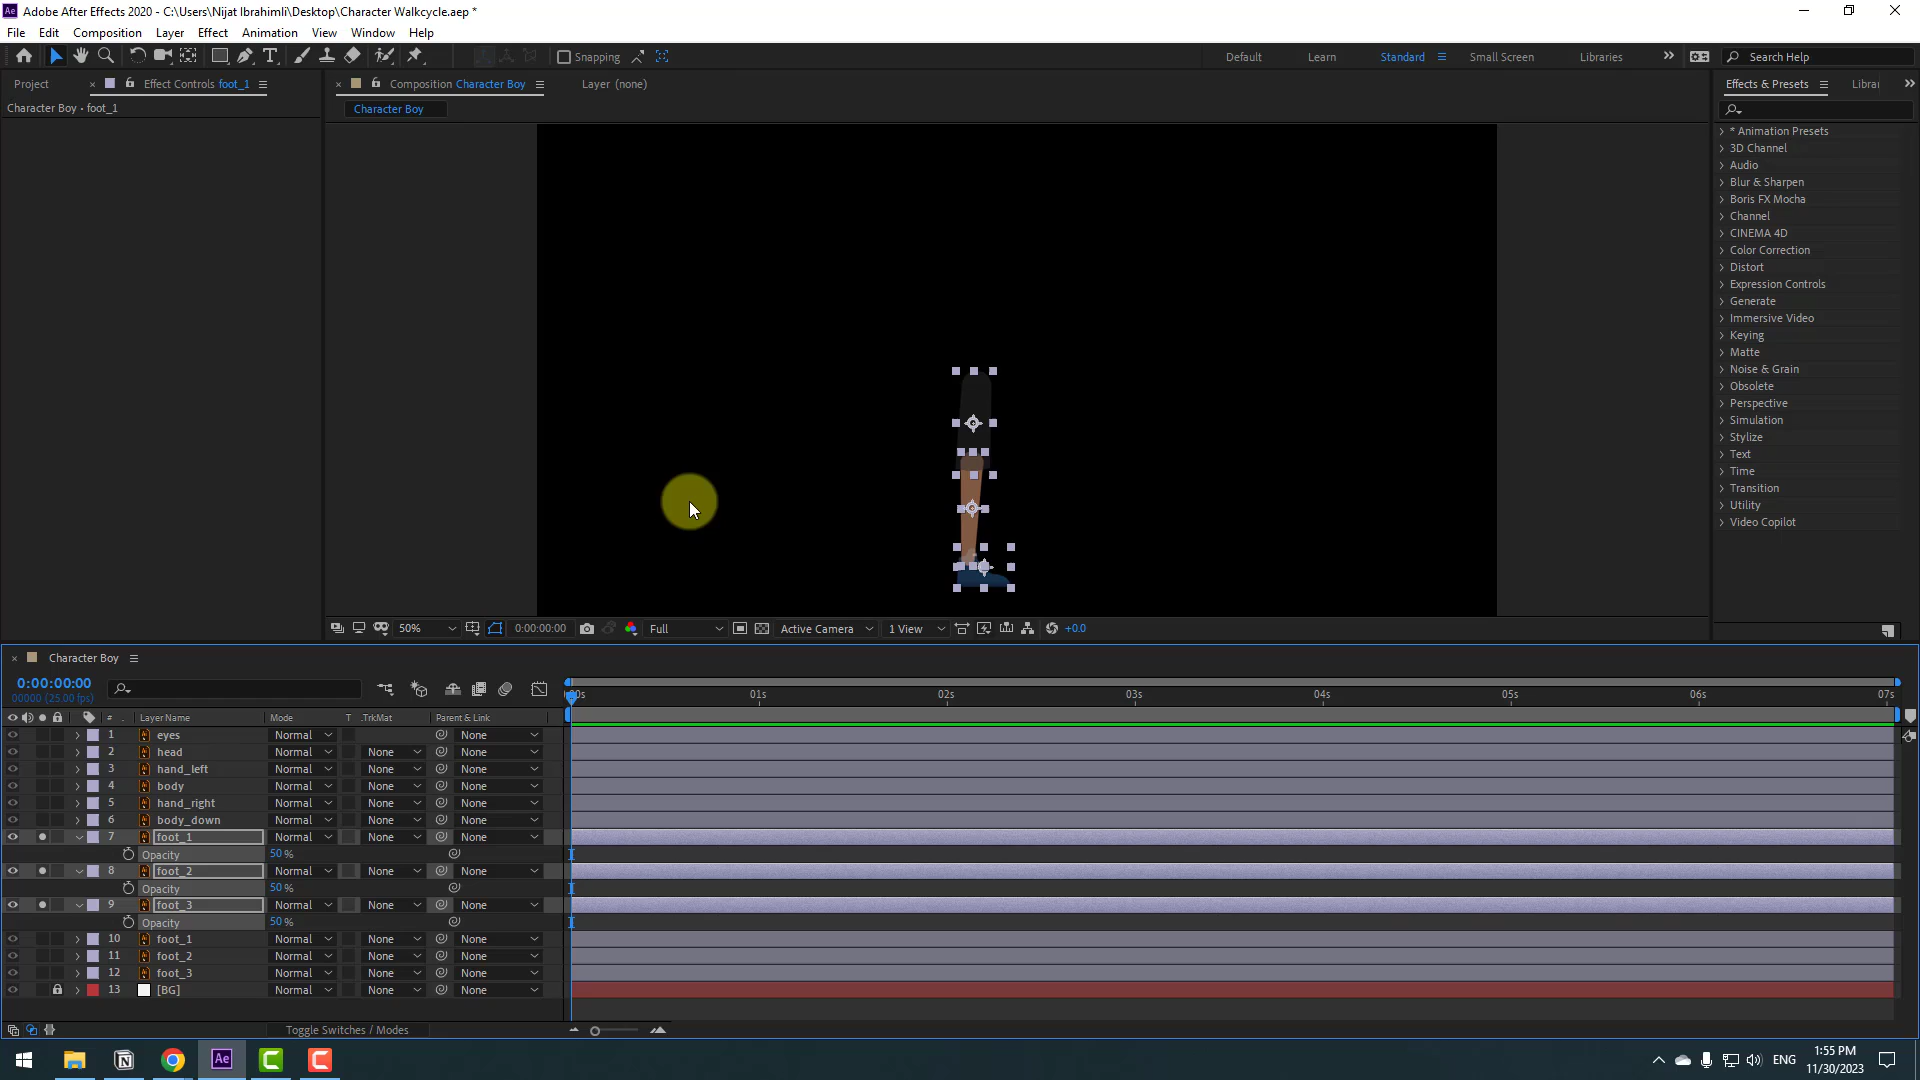 Adobe After Effects 2020 - C:\Users\Nijat Ibrahimli\Desktop\Character Walkcycle.aep *
File Edit Composition Layer Effect Animation View Window Help
Snapping Default Learn Standard Small Screen Libraries Search Help
Project Effect Controls foot_1 Composition Character Boy Layer (none) Effects & Presets Librai
Character Boy • foot_1
Character Boy
* Animation Presets
3D Channel
Audio
Blur & Sharpen
Boris FX Mocha
Channel
CINEMA 4D
Color Correction
Distort
Expression Controls
Generate
Immersive Video
Keying
Matte
Noise & Grain
Obsolete
Perspective
Simulation
Stylize
Text
Time
Transition
Utility
Video Copilot
50% 0:00:00:00 Full Active Camera 1 View +0.0
Character Boy
0:00:00:00
00000 (25.00 fps)
00s 01s 02s 03s 04s 05s 06s 07s
# Layer Name Mode T .TrkMat Parent & Link
1 eyes Normal None
2 head Normal None None
3 hand_left Normal None None
4 body Normal None None
5 hand_right Normal None None
6 body_down Normal None None
7 foot_1 Normal None None
Opacity 50 %
8 foot_2 Normal None None
Opacity 50 %
9 foot_3 Normal None None
Opacity 50 %
10 foot_1 Normal None None
11 foot_2 Normal None None
12 foot_3 Normal None None
13 [BG] Normal None None
Toggle Switches / Modes
ENG 1:55 PM
11/30/2023